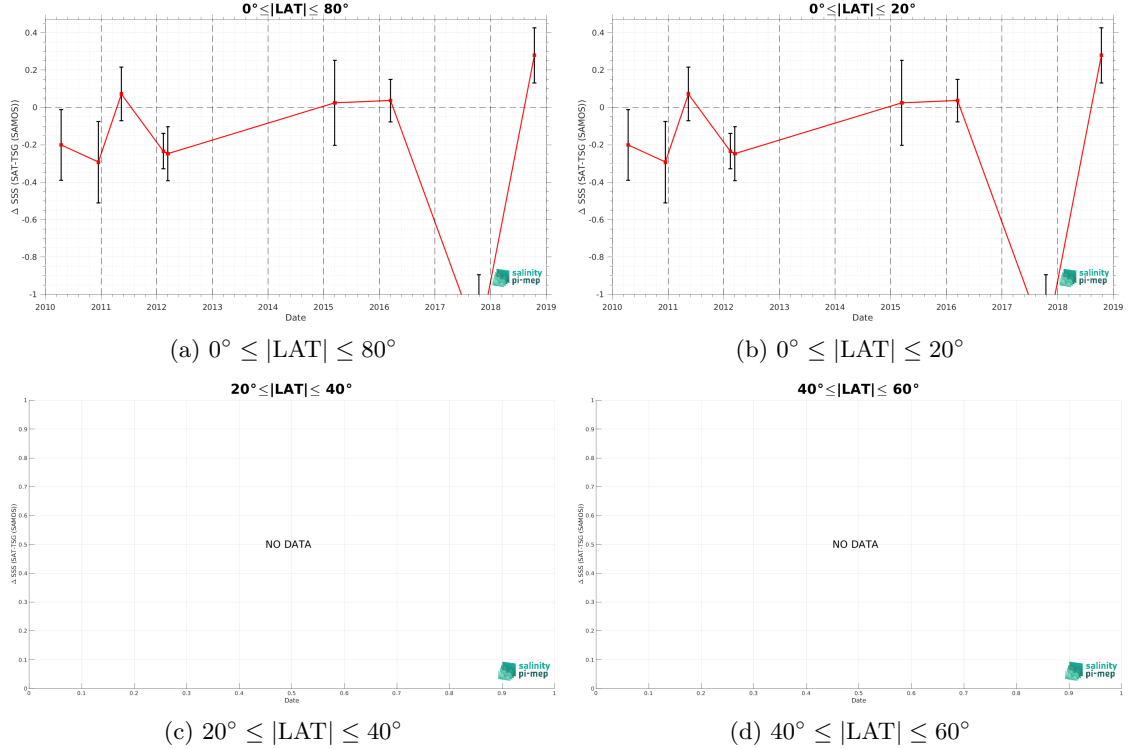 0°≤|LAT|≤ 80°
Δ SSS (SAT-TSG (SAMOS))
0.4
0.2
0
-0.2
-0.4
-0.6
-0.8
-1
2010 2011 2012 2013 2014 2015 2016 2017 2018 2019
Date
salinity
pi-mep
(a) 0° ≤ |LAT| ≤ 80°
0°≤|LAT|≤ 20°
Δ SSS (SAT-TSG (SAMOS))
0.4
0.2
0
-0.2
-0.4
-0.6
-0.8
-1
2010 2011 2012 2013 2014 2015 2016 2017 2018 2019
Date
salinity
pi-mep
(b) 0° ≤ |LAT| ≤ 20°
20°≤|LAT|≤ 40°
Δ SSS (SAT-TSG (SAMOS))
1
0.9
0.8
0.7
0.6
0.5
0.4
0.3
0.2
0.1
0
NO DATA
0 0.1 0.2 0.3 0.4 0.5 0.6 0.7 0.8 0.9 1
Date
salinity
pi-mep
(c) 20° ≤ |LAT| ≤ 40°
40°≤|LAT|≤ 60°
Δ SSS (SAT-TSG (SAMOS))
1
0.9
0.8
0.7
0.6
0.5
0.4
0.3
0.2
0.1
0
NO DATA
0 0.1 0.2 0.3 0.4 0.5 0.6 0.7 0.8 0.9 1
Date
salinity
pi-mep
(d) 40° ≤ |LAT| ≤ 60°